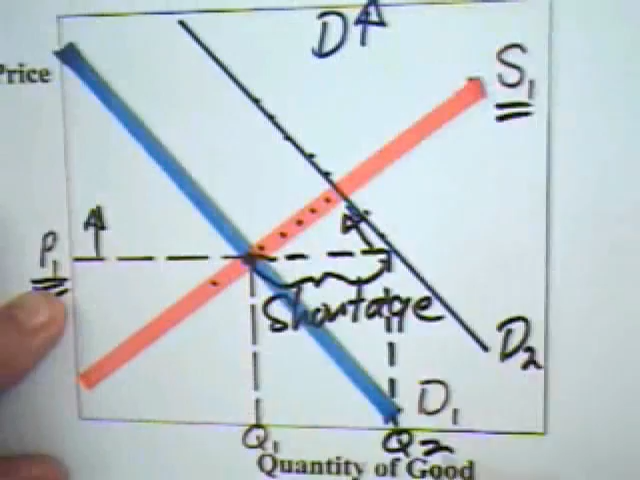 D↑
Price
S₁
P₁
Shortage
D₂
D₁
Q₁
Q₂
Quantity of Good